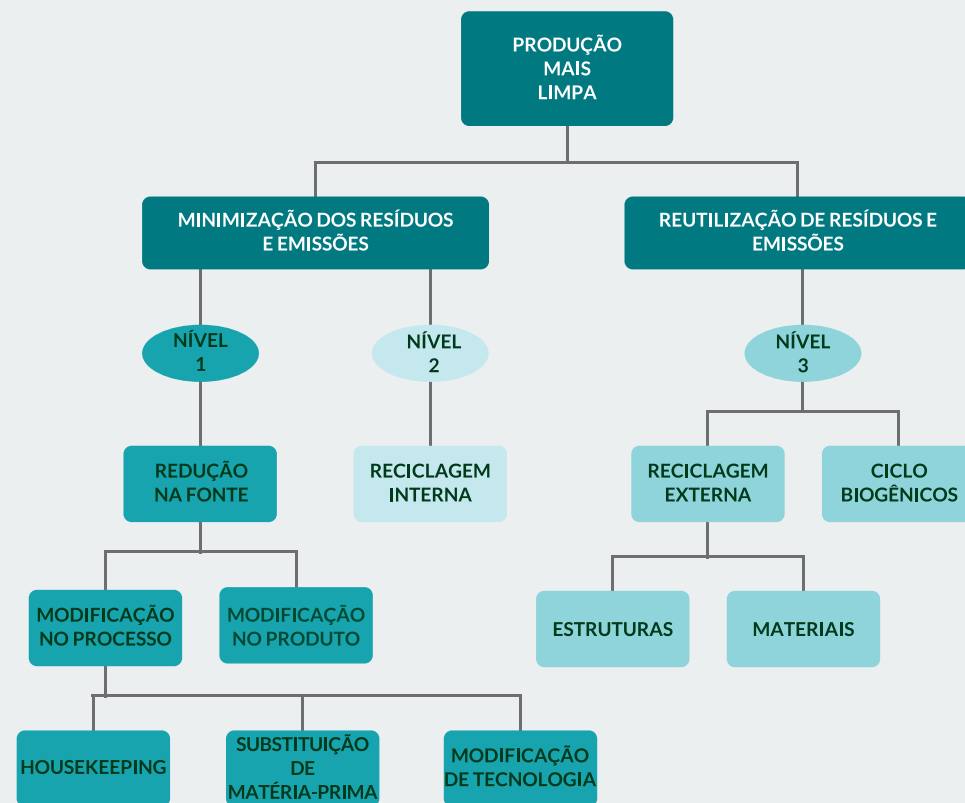 PRODUÇÃO
MAIS
LIMPA
MINIMIZAÇÃO DOS RESÍDUOS
E EMISSÕES
REUTILIZAÇÃO DE RESÍDUOS E
EMISSÕES
NÍVEL
1
NÍVEL
2
NÍVEL
3
REDUÇÃO
NA FONTE
RECICLAGEM
INTERNA
RECICLAGEM
EXTERNA
CICLO
BIOGÊNICOS
MODIFICAÇÃO
NO PROCESSO
MODIFICAÇÃO
NO PRODUTO
ESTRUTURAS
MATERIAIS
HOUSEKEEPING
SUBSTITUIÇÃO
DE
MATÉRIA-PRIMA
MODIFICAÇÃO
DE TECNOLOGIA